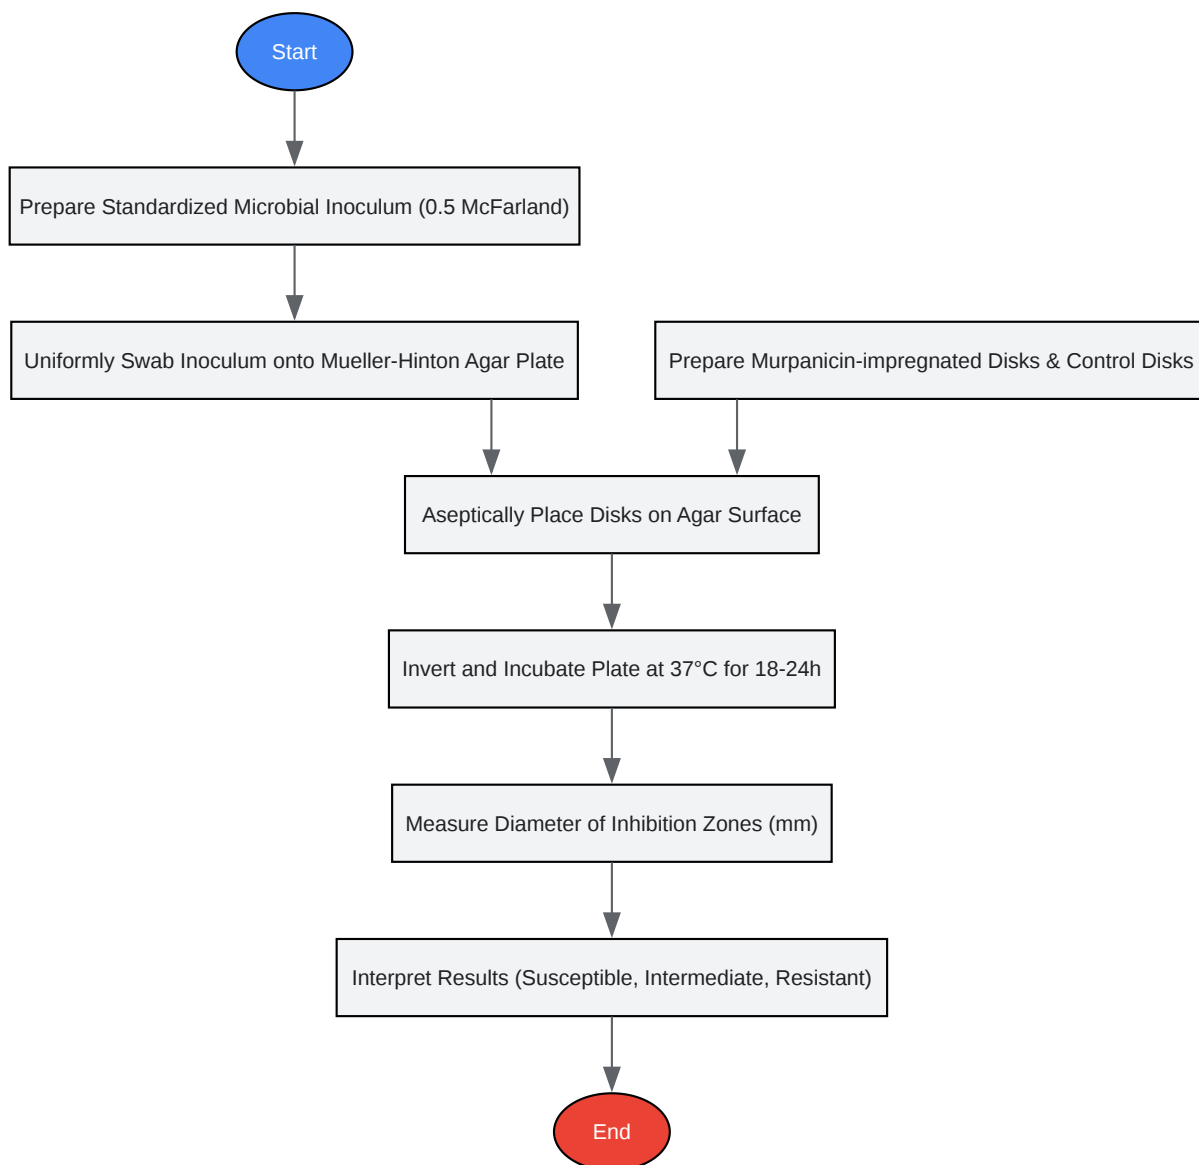 Start
Prepare Standardized Microbial Inoculum (0.5 McFarland)
Uniformly Swab Inoculum onto Mueller-Hinton Agar Plate
Prepare Murpanicin-impregnated Disks & Control Disks
Aseptically Place Disks on Agar Surface
Invert and Incubate Plate at 37°C for 18-24h
Measure Diameter of Inhibition Zones (mm)
Interpret Results (Susceptible, Intermediate, Resistant)
End